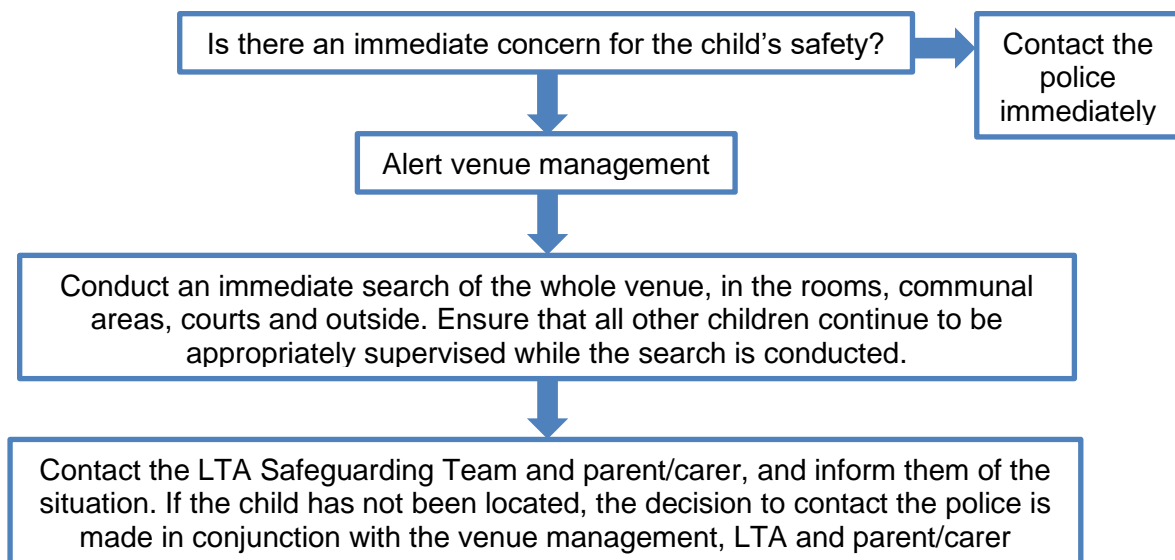 Is there an immediate concern for the child’s safety?
Contact the
police
immediately
Alert venue management
Conduct an immediate search of the whole venue, in the rooms, communal
areas, courts and outside. Ensure that all other children continue to be
appropriately supervised while the search is conducted.
Contact the LTA Safeguarding Team and parent/carer, and inform them of the
situation. If the child has not been located, the decision to contact the police is
made in conjunction with the venue management, LTA and parent/carer